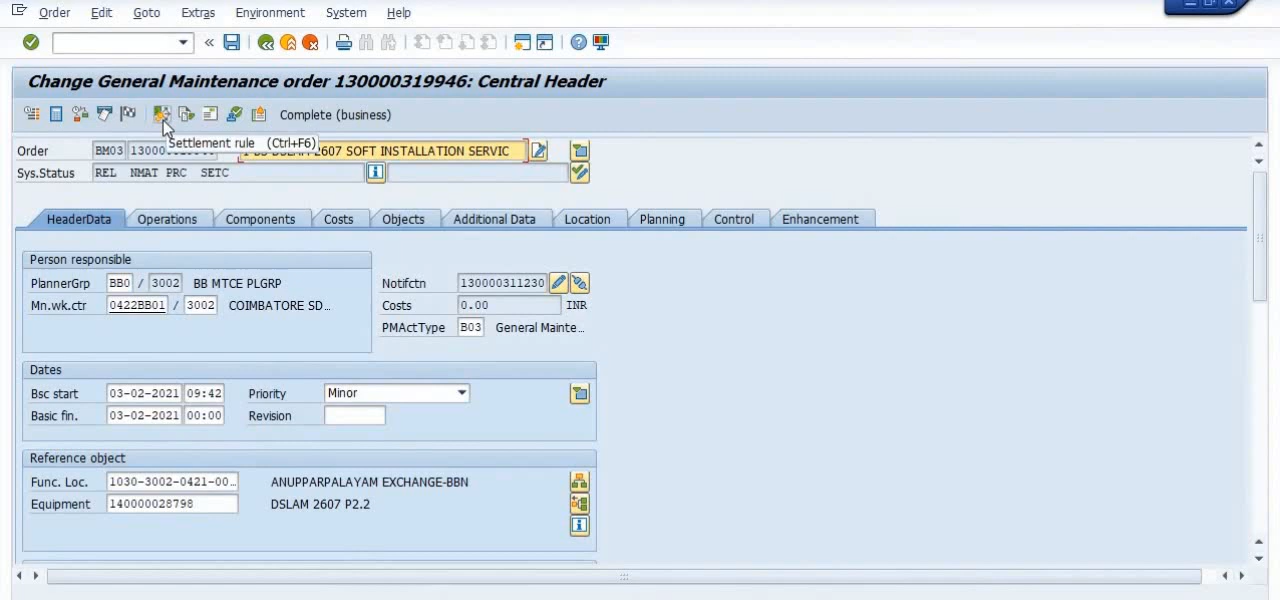 Order Edit Goto Extras Environment System Help
Change General Maintenance order 130000319946: Central Header
Complete (business)
Settlement rule (Ctrl+F6)
Order BM03 2607 SOFT INSTALLATION SERVIC
Sys.Status REL NMAT PRC SETC
HeaderData Operations Components Costs Objects Additional Data Location Planning Control Enhancement
Person responsible
PlannerGrp BB0 / 3002 BB MTCE PLGRP Notifctn 130000311230
Mn.wk.ctr 0422BB01 / 3002 COIMBATORE SD... Costs 0.00 INR
PMActType B03 General Mainte...
Dates
Bsc start 03-02-2021 09:42 Priority Minor
Basic fin. 03-02-2021 00:00 Revision
Reference object
Func. Loc. 1030-3002-0421-00... ANUPPARPALAYAM EXCHANGE-BBN
Equipment 140000028798 DSLAM 2607 P2.2